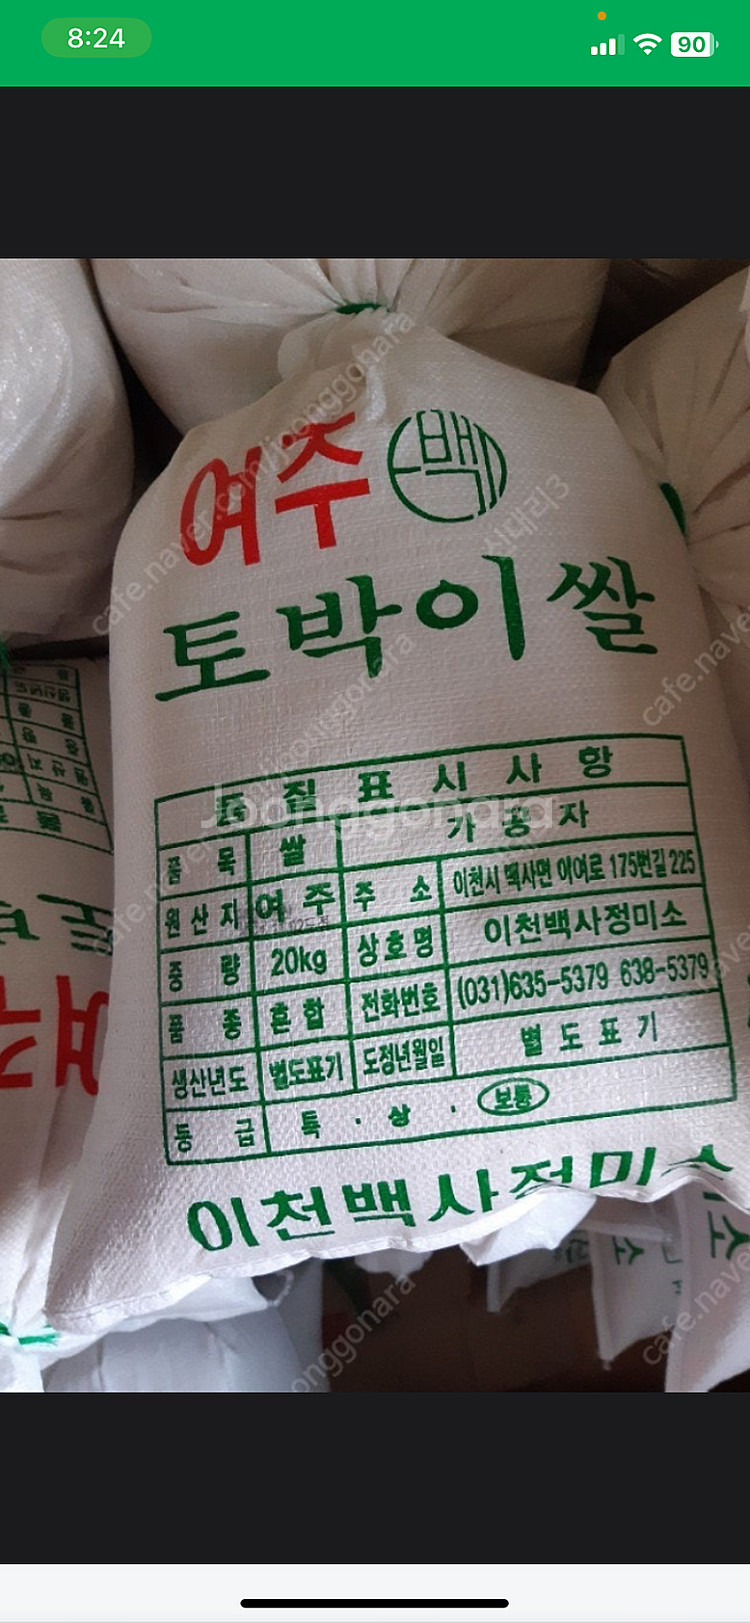 8:24
90
여주 백
토박이쌀
품질표시사항
품 목 쌀 가 공 자
원산지 여 주 주 소 이천시 백사면 이여로 175번길 225
중 량 20kg 상호명 이천백사정미소
품 종 혼 합 전화번호 (031)635-5379 638-5379
생산년도 별도표기 도정년월일 별 도 표 기
등 급 특 · 상 · 보통
이천백사정미소
Joonggonara
cafe.naver.com/joonggonara